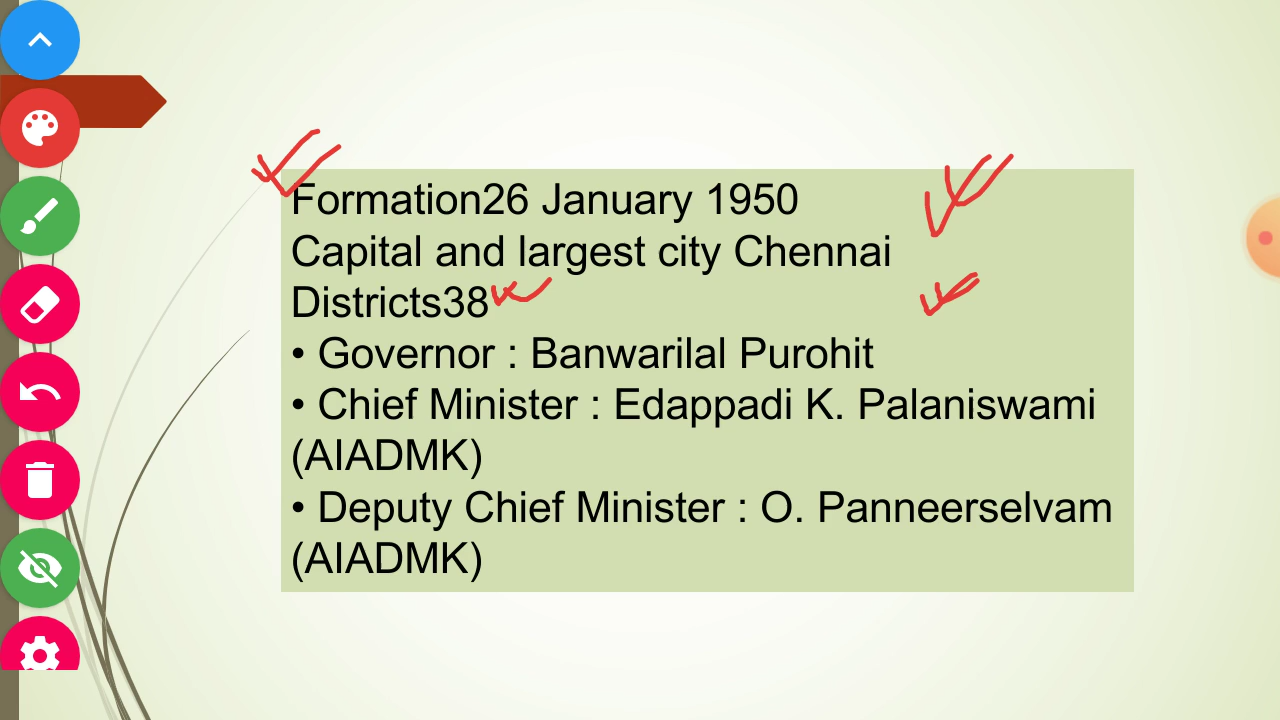 Formation26 January 1950
Capital and largest city Chennai
Districts38
• Governor : Banwarilal Purohit
• Chief Minister : Edappadi K. Palaniswami
(AIADMK)
• Deputy Chief Minister : O. Panneerselvam
(AIADMK)